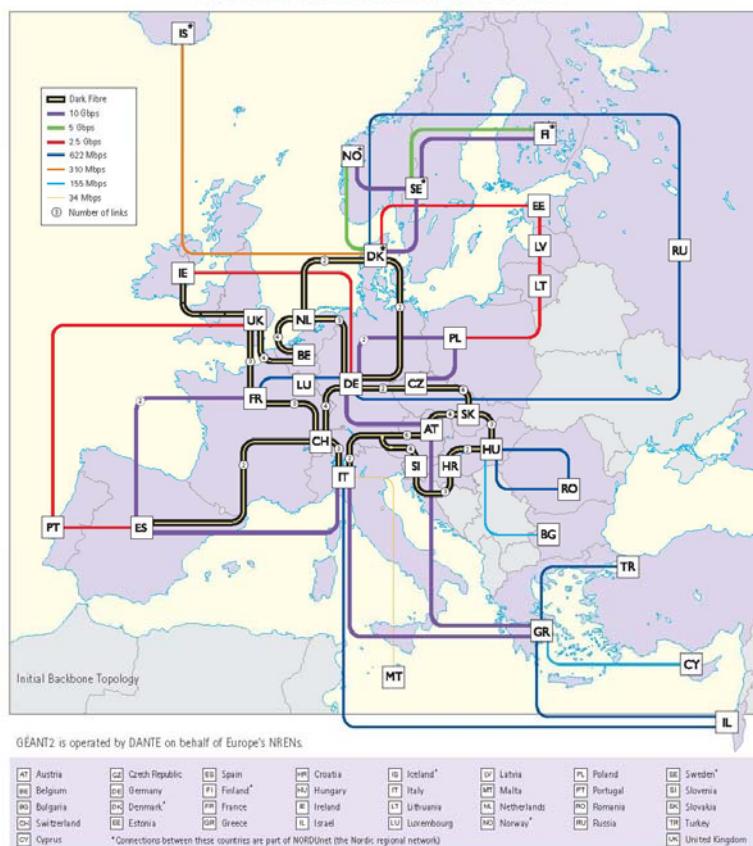 IS*
Dark Fibre
10 Gbps
5 Gbps
2.5 Gbps
622 Mbps
310 Mbps
155 Mbps
34 Mbps
Number of links
NO*
FI*
SE*
EE
DK*
LV
RU
IE
LT
UK
NL
PL
BE
LU
DE
CZ
FR
SK
AT
CH
HU
IT
SI
HR
RO
PT
ES
BG
TR
GR
MT
CY
IL
Initial Backbone Topology
GÉANT2 is operated by DANTE on behalf of Europe's NRENs.
AT Austria CZ Czech Republic ES Spain HR Croatia IS Iceland* LV Latvia PL Poland SE Sweden*
BE Belgium DE Germany FI Finland* HU Hungary IT Italy MT Malta PT Portugal SI Slovenia
BG Bulgaria DK Denmark* FR France IE Ireland LT Lithuania NL Netherlands RO Romania SK Slovakia
CH Switzerland EE Estonia GR Greece IL Israel LU Luxembourg NO Norway* RU Russia TR Turkey
CY Cyprus *Connections between these countries are part of NORDUnet (the Nordic regional network) UK United Kingdom